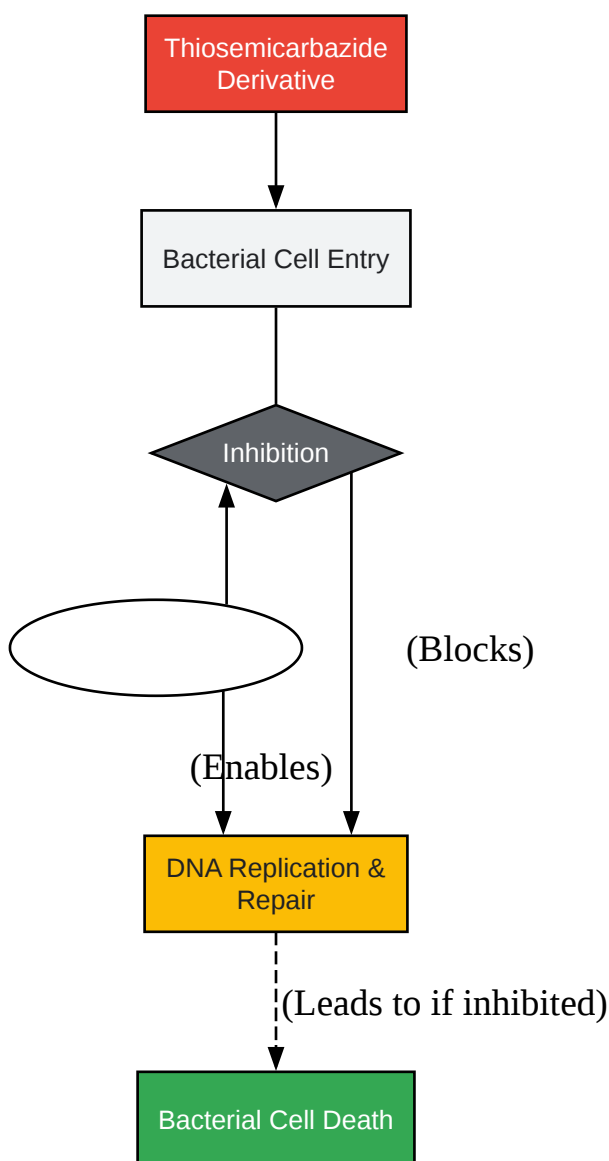 Thiosemicarbazide
Derivative
Bacterial Cell Entry
Inhibition
(Blocks)
(Enables)
DNA Replication &
Repair
(Leads to if inhibited)
Bacterial Cell Death